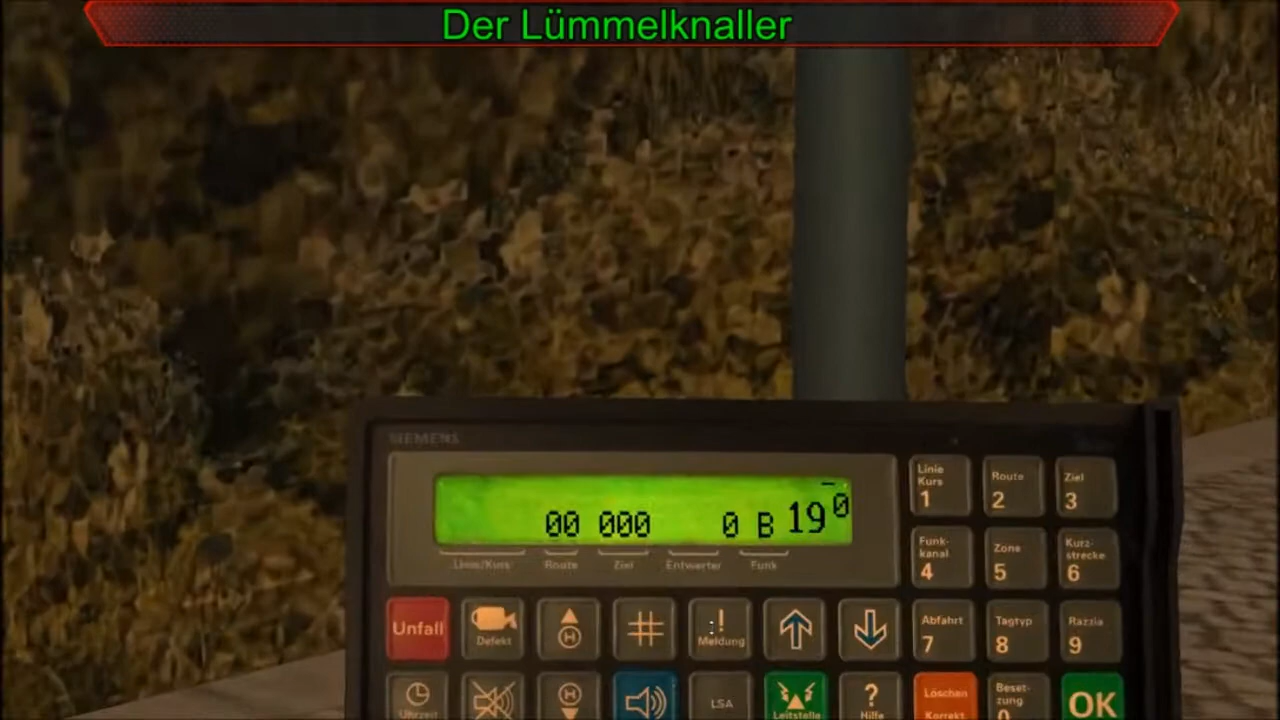 Der Lümmelknaller
SIEMENS
00 000 0 B 19 0
Linie/Kurs Route Ziel Entwerter Funk
Linie Kurs 1
Route 2
Ziel 3
Funk-
kanal 4
Zone 5
Kurz-
strecke 6
Unfall
Defekt
H
#
! Meldung
Abfahrt 7
Tagtyp 8
Razzia 9
Uhrzeit
H
LSA
Leitstelle
? Hilfe
Löschen
Korrekt.
Beset-
zung 0
OK